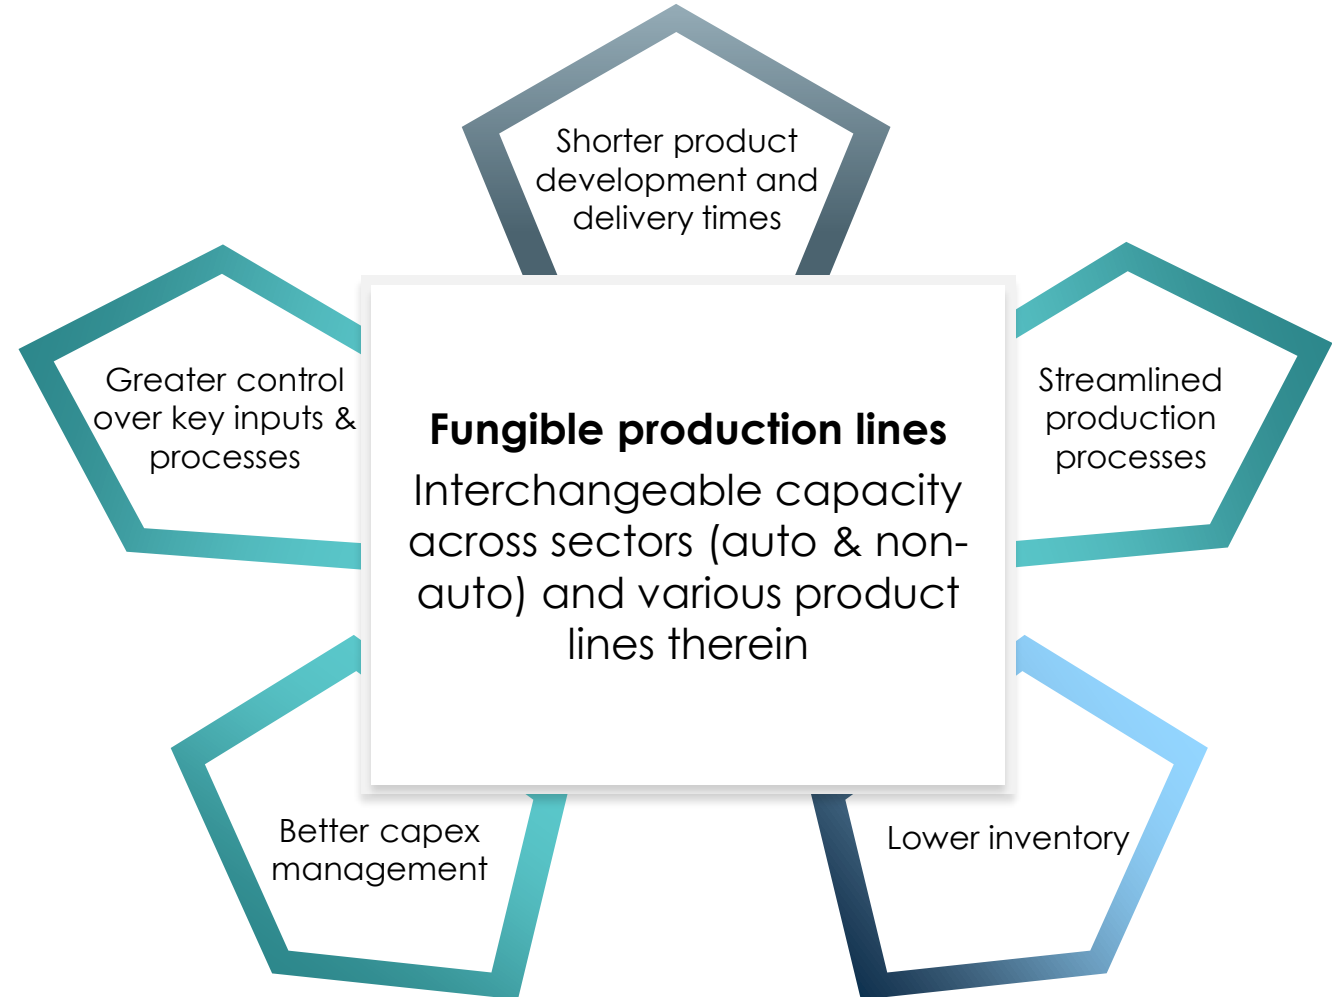 Shorter product
development and
delivery times
Greater control
over key inputs &
processes
Fungible production lines
Interchangeable capacity
across sectors (auto & non-
auto) and various product
lines therein
Streamlined
production
processes
Better capex
management
Lower inventory